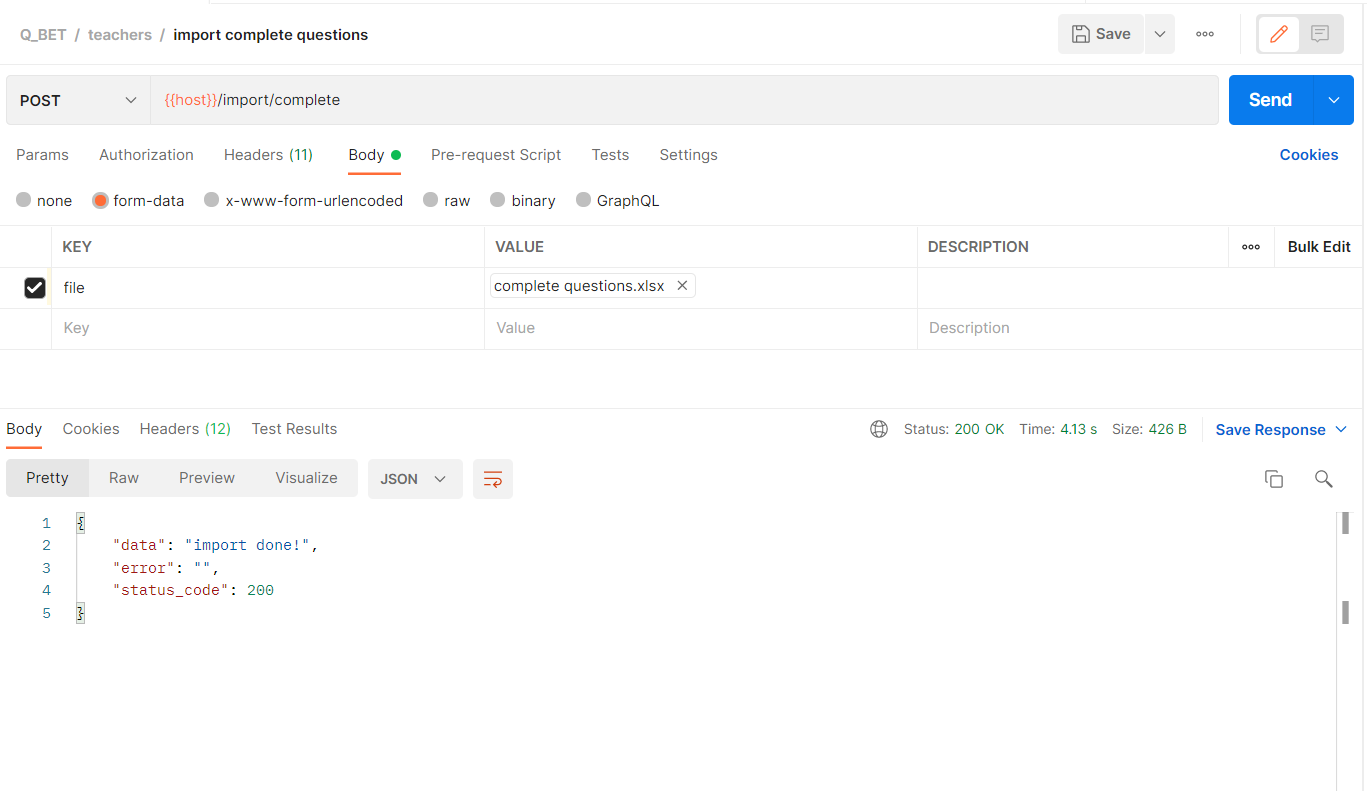 Q_BET / teachers / import complete questions
Save
POST
{{host}}/import/complete
Send
Params Authorization Headers (11) Body Pre-request Script Tests Settings Cookies
none form-data x-www-form-urlencoded raw binary GraphQL
KEY VALUE DESCRIPTION Bulk Edit
file complete questions.xlsx
Key Value Description
Body Cookies Headers (12) Test Results Status: 200 OK Time: 4.13 s Size: 426 B Save Response
Pretty Raw Preview Visualize JSON
1 {
2 "data": "import done!",
3 "error": "",
4 "status_code": 200
5 }